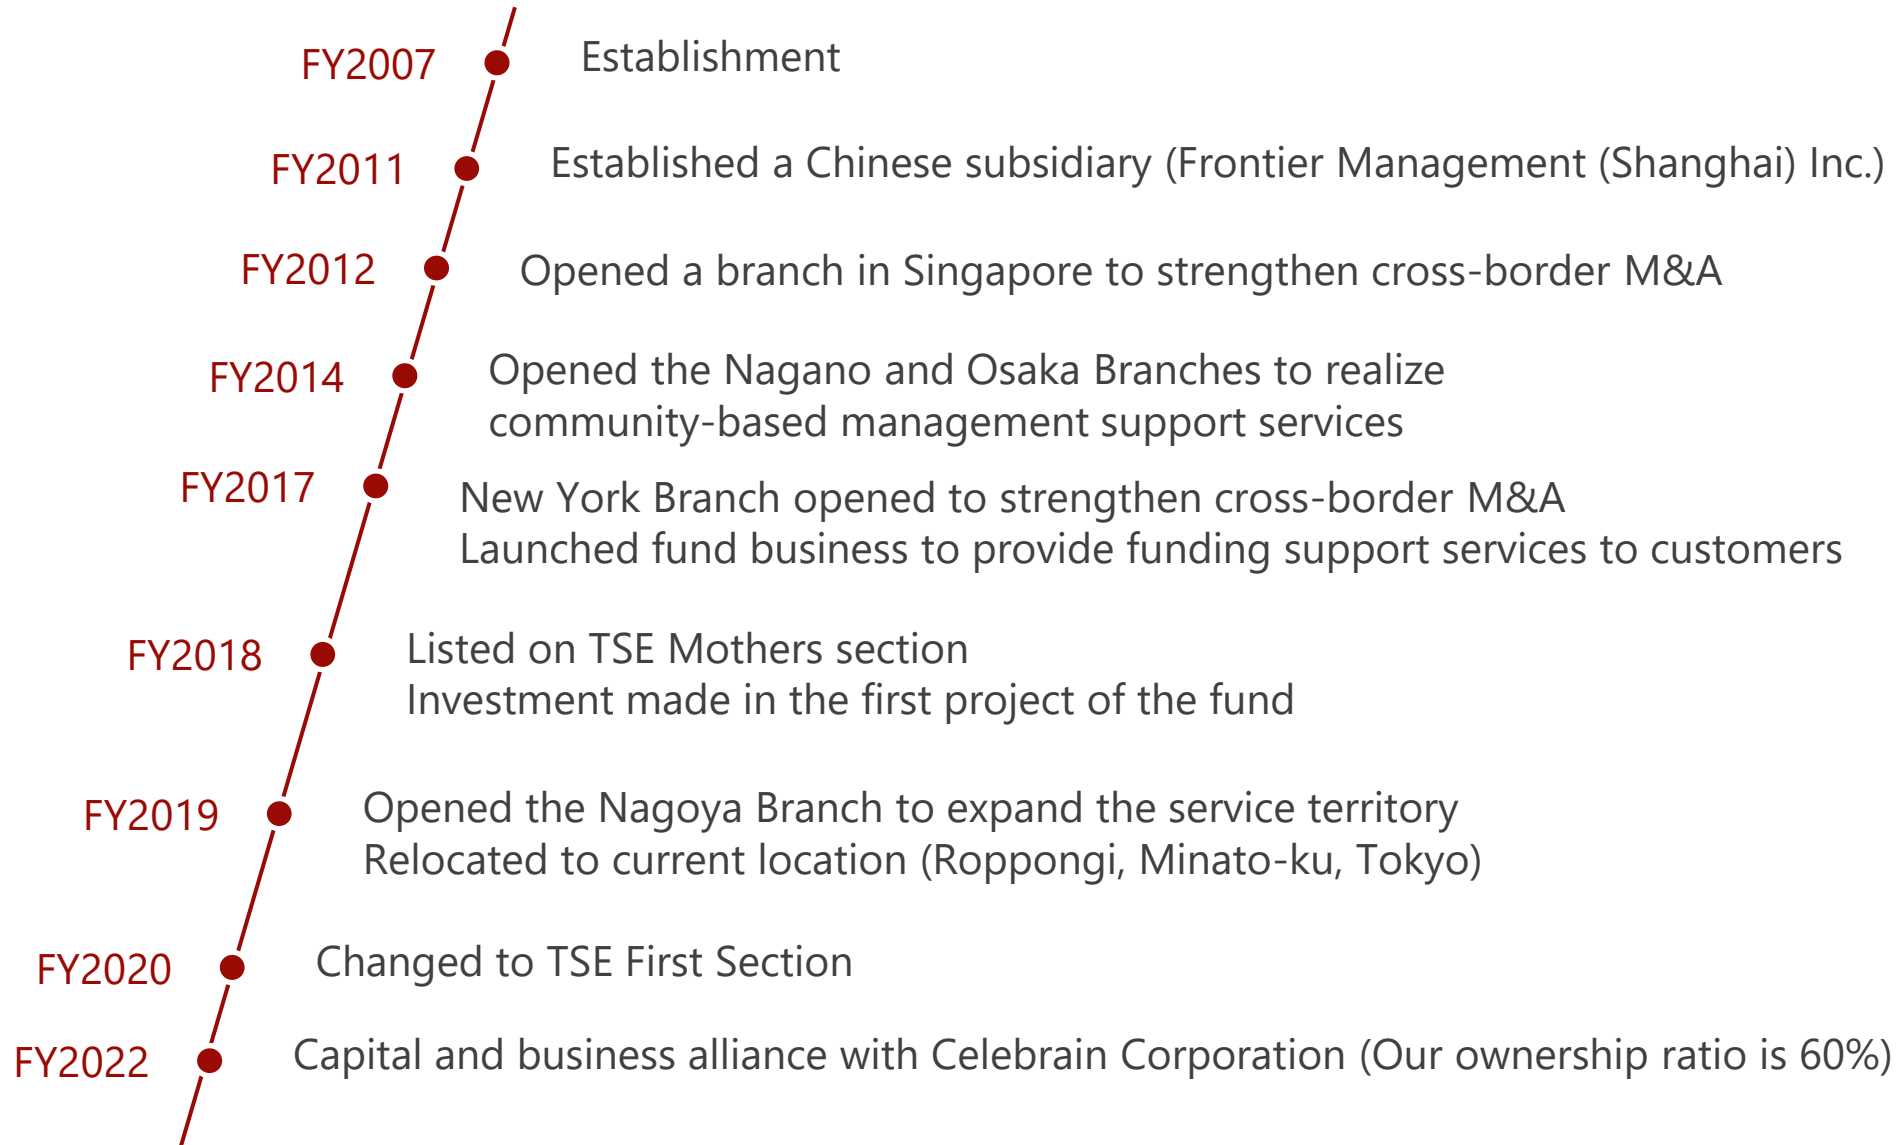 FY2007
Establishment
FY2011
Established a Chinese subsidiary (Frontier Management (Shanghai) Inc.)
FY2012
Opened a branch in Singapore to strengthen cross-border M&A
FY2014
Opened the Nagano and Osaka Branches to realize
community-based management support services
FY2017
New York Branch opened to strengthen cross-border M&A
Launched fund business to provide funding support services to customers
FY2018
Listed on TSE Mothers section
Investment made in the first project of the fund
FY2019
Opened the Nagoya Branch to expand the service territory
Relocated to current location (Roppongi, Minato-ku, Tokyo)
FY2020
Changed to TSE First Section
FY2022
Capital and business alliance with Celebrain Corporation (Our ownership ratio is 60%)